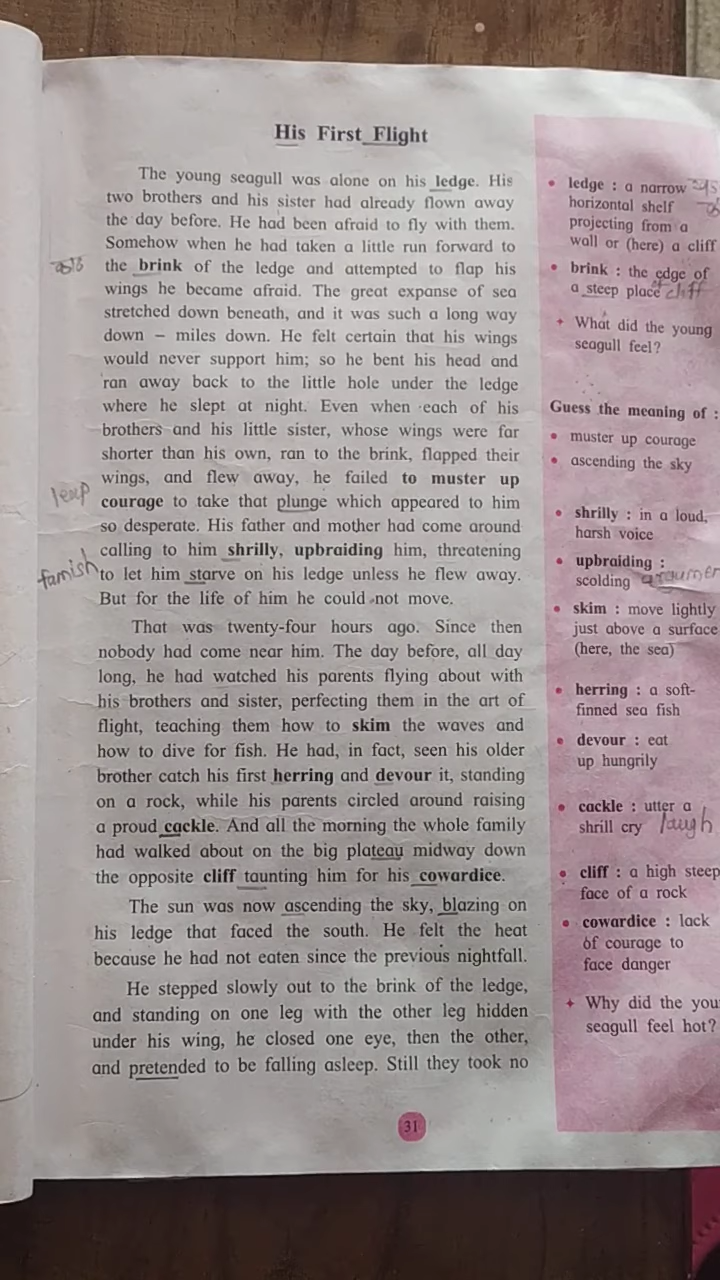 His First Flight
The young seagull was alone on his ledge. His
two brothers and his sister had already flown away
the day before. He had been afraid to fly with them.
Somehow when he had taken a little run forward to
the brink of the ledge and attempted to flap his
wings he became afraid. The great expanse of sea
stretched down beneath, and it was such a long way
down – miles down. He felt certain that his wings
would never support him; so he bent his head and
ran away back to the little hole under the ledge
where he slept at night. Even when each of his
brothers and his little sister, whose wings were far
shorter than his own, ran to the brink, flapped their
wings, and flew away, he failed to muster up
leap
courage to take that plunge which appeared to him
so desperate. His father and mother had come around
calling to him shrilly, upbraiding him, threatening
famish
to let him starve on his ledge unless he flew away.
But for the life of him he could not move.
That was twenty-four hours ago. Since then
nobody had come near him. The day before, all day
long, he had watched his parents flying about with
his brothers and sister, perfecting them in the art of
flight, teaching them how to skim the waves and
how to dive for fish. He had, in fact, seen his older
brother catch his first herring and devour it, standing
on a rock, while his parents circled around raising
a proud cackle. And all the morning the whole family
had walked about on the big plateau midway down
the opposite cliff taunting him for his cowardice.
The sun was now ascending the sky, blazing on
his ledge that faced the south. He felt the heat
because he had not eaten since the previous nightfall.
He stepped slowly out to the brink of the ledge,
and standing on one leg with the other leg hidden
under his wing, he closed one eye, then the other,
and pretended to be falling asleep. Still they took no
31
• ledge : a narrow
horizontal shelf
projecting from a
wall or (here) a cliff
• brink : the edge of
a steep place cliff
+ What did the young
seagull feel?
Guess the meaning of :
• muster up courage
• ascending the sky
• shrilly : in a loud,
harsh voice
• upbraiding :
scolding argumen
• skim : move lightly
just above a surface
(here, the sea)
• herring : a soft-
finned sea fish
• devour : eat
up hungrily
• cackle : utter a
shrill cry laugh
• cliff : a high steep
face of a rock
• cowardice : lack
of courage to
face danger
+ Why did the you
seagull feel hot?